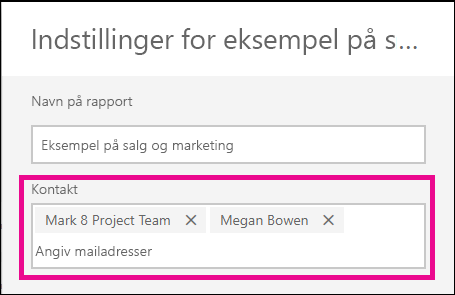 Indstillinger for eksempel på s...
Navn på rapport
Eksempel på salg og marketing
Kontakt
Mark 8 Project Team × Megan Bowen ×
Angiv mailadresser